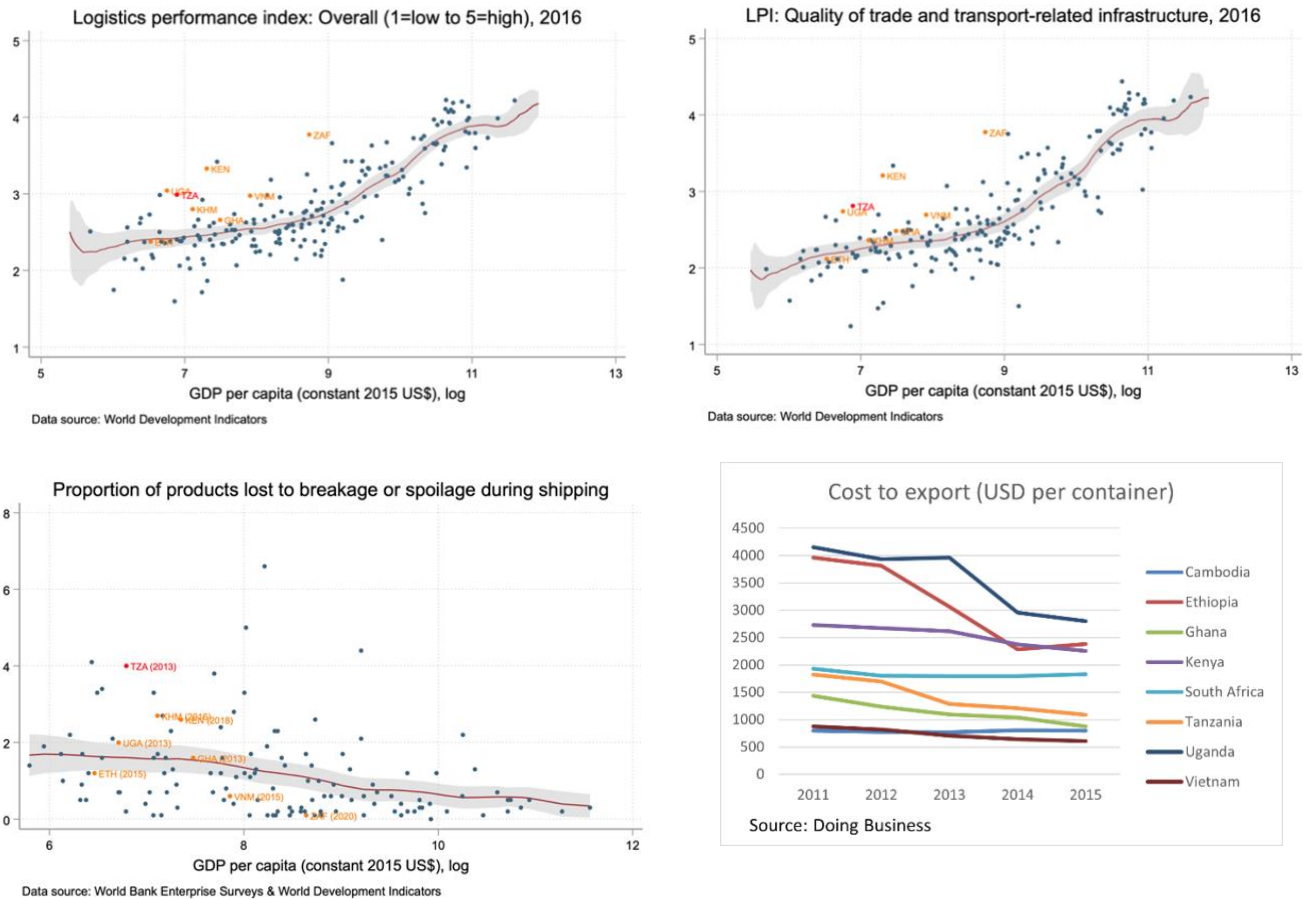 Logistics performance index: Overall (1=low to 5=high), 2016
5
4
3
2
1
ZAF
KEN
UGA
TZA
VNM
KHM
GHA
5
7
9
11
13
GDP per capita (constant 2015 US$), log
Data source: World Development Indicators
LPI: Quality of trade and transport-related infrastructure, 2016
5
4
3
2
1
ZAF
KEN
TZA
UGA
VNM
KHM
ETH
5
7
9
11
13
GDP per capita (constant 2015 US$), log
Data source: World Development Indicators
Proportion of products lost to breakage or spoilage during shipping
8
6
4
2
0
TZA (2013)
KHM (2016)
KEN (2018)
UGA (2013)
GHA (2013)
ETH (2015)
VNM (2015)
ZAF (2020)
6
8
10
12
GDP per capita (constant 2015 US$), log
Data source: World Bank Enterprise Surveys & World Development Indicators
Cost to export (USD per container)
4500
4000
3500
3000
2500
2000
1500
1000
500
0
2011 2012 2013 2014 2015
Cambodia
Ethiopia
Ghana
Kenya
South Africa
Tanzania
Uganda
Vietnam
Source: Doing Business